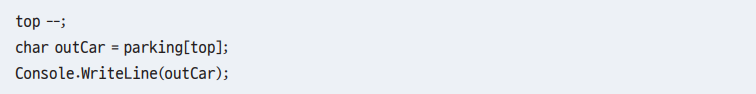 top --;
char outCar = parking[top];
Console.WriteLine(outCar);